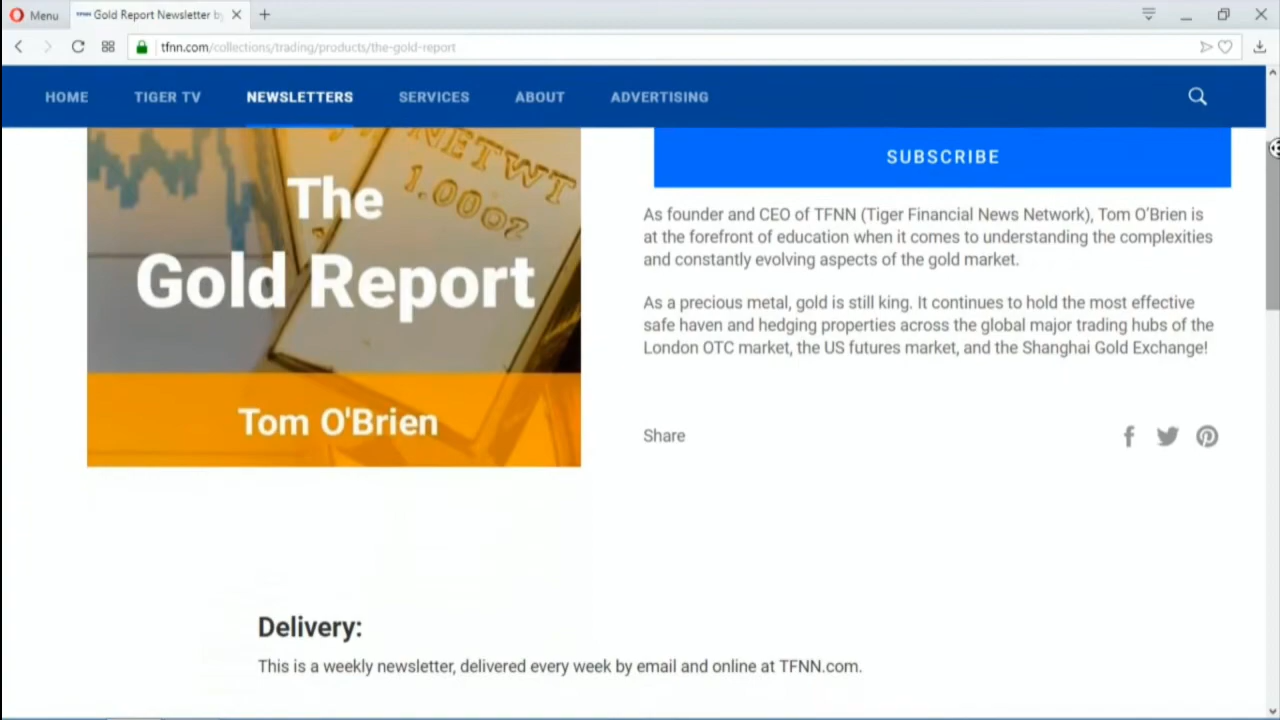 Menu
TFNN Gold Report Newsletter b
tfnn.com/collections/trading/products/the-gold-report
HOME TIGER TV NEWSLETTERS SERVICES ABOUT ADVERTISING
NETWT
1.00oz
The
Gold Report
Tom O'Brien
SUBSCRIBE
As founder and CEO of TFNN (Tiger Financial News Network), Tom O'Brien is
at the forefront of education when it comes to understanding the complexities
and constantly evolving aspects of the gold market.
As a precious metal, gold is still king. It continues to hold the most effective
safe haven and hedging properties across the global major trading hubs of the
London OTC market, the US futures market, and the Shanghai Gold Exchange!
Share
Delivery:
This is a weekly newsletter, delivered every week by email and online at TFNN.com.